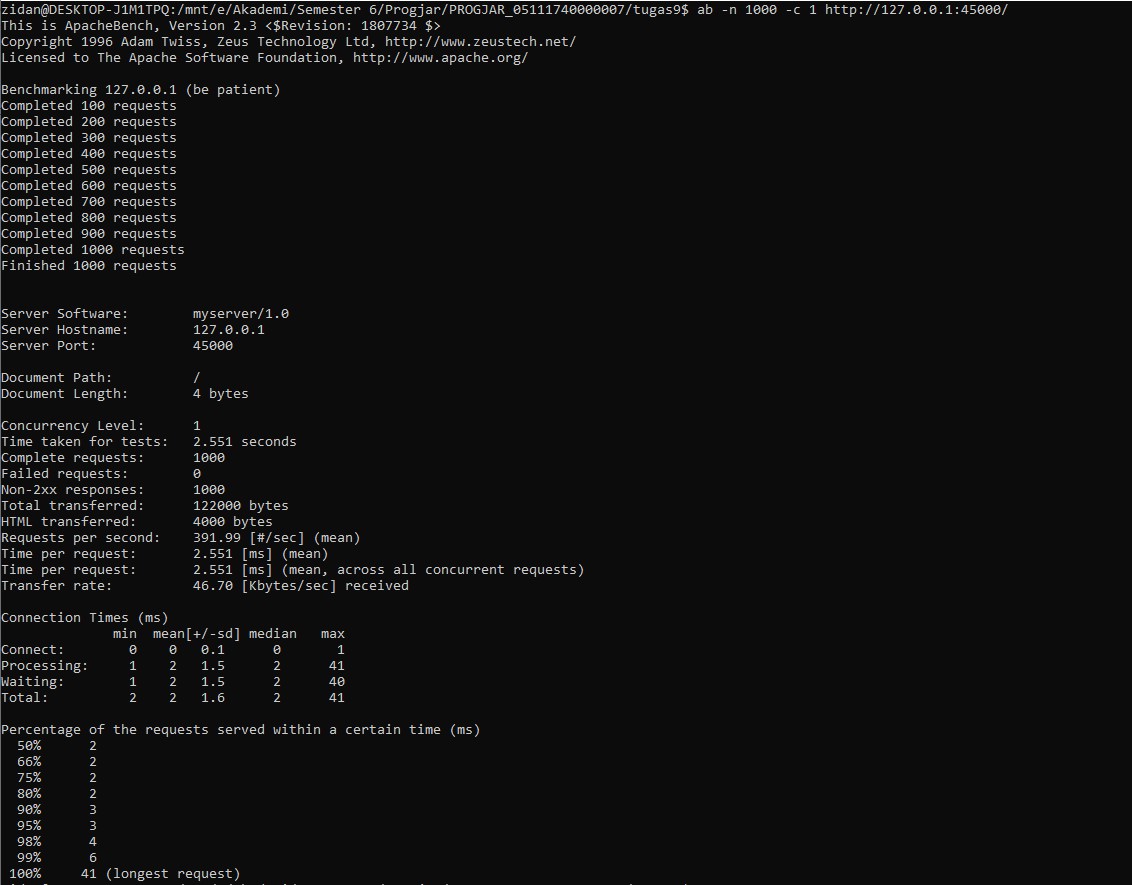 zidan@DESKTOP-J1M1TPQ:/mnt/e/Akademi/Semester 6/Progjar/PROGJAR_05111740000007/tugas9$ ab -n 1000 -c 1 http://127.0.0.1:45000/
This is ApacheBench, Version 2.3 <$Revision: 1807734 $>
Copyright 1996 Adam Twiss, Zeus Technology Ltd, http://www.zeustech.net/
Licensed to The Apache Software Foundation, http://www.apache.org/
Benchmarking 127.0.0.1 (be patient)
Completed 100 requests
Completed 200 requests
Completed 300 requests
Completed 400 requests
Completed 500 requests
Completed 600 requests
Completed 700 requests
Completed 800 requests
Completed 900 requests
Completed 1000 requests
Finished 1000 requests
Server Software:        myserver/1.0
Server Hostname:        127.0.0.1
Server Port:            45000
Document Path:          /
Document Length:        4 bytes
Concurrency Level:      1
Time taken for tests:   2.551 seconds
Complete requests:      1000
Failed requests:        0
Non-2xx responses:      1000
Total transferred:      122000 bytes
HTML transferred:       4000 bytes
Requests per second:    391.99 [#/sec] (mean)
Time per request:       2.551 [ms] (mean)
Time per request:       2.551 [ms] (mean, across all concurrent requests)
Transfer rate:          46.70 [Kbytes/sec] received
Connection Times (ms)
              min  mean[+/-sd] median   max
Connect:        0    0   0.1      0       1
Processing:     1    2   1.5      2      41
Waiting:        1    2   1.5      2      40
Total:          2    2   1.6      2      41
Percentage of the requests served within a certain time (ms)
  50%      2
  66%      2
  75%      2
  80%      2
  90%      3
  95%      3
  98%      4
  99%      6
 100%     41 (longest request)